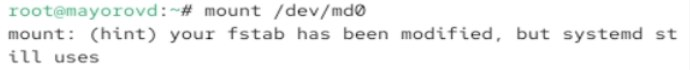 root@mayorovd:~# mount /dev/md0
mount: (hint) your fstab has been modified, but systemd st
ill uses